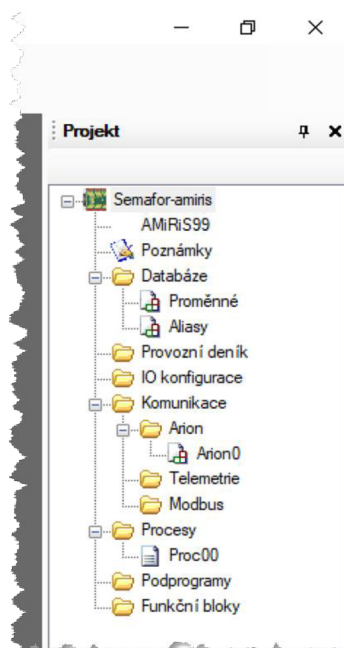 Projekt
Semafor-amiris
AMiRiS99
Poznámky
Databáze
Proměnné
Aliasy
Provozní deník
IO konfigurace
Komunikace
Arion
Arion0
Telemetrie
Modbus
Procesy
Proc00
Podprogramy
Funkční bloky